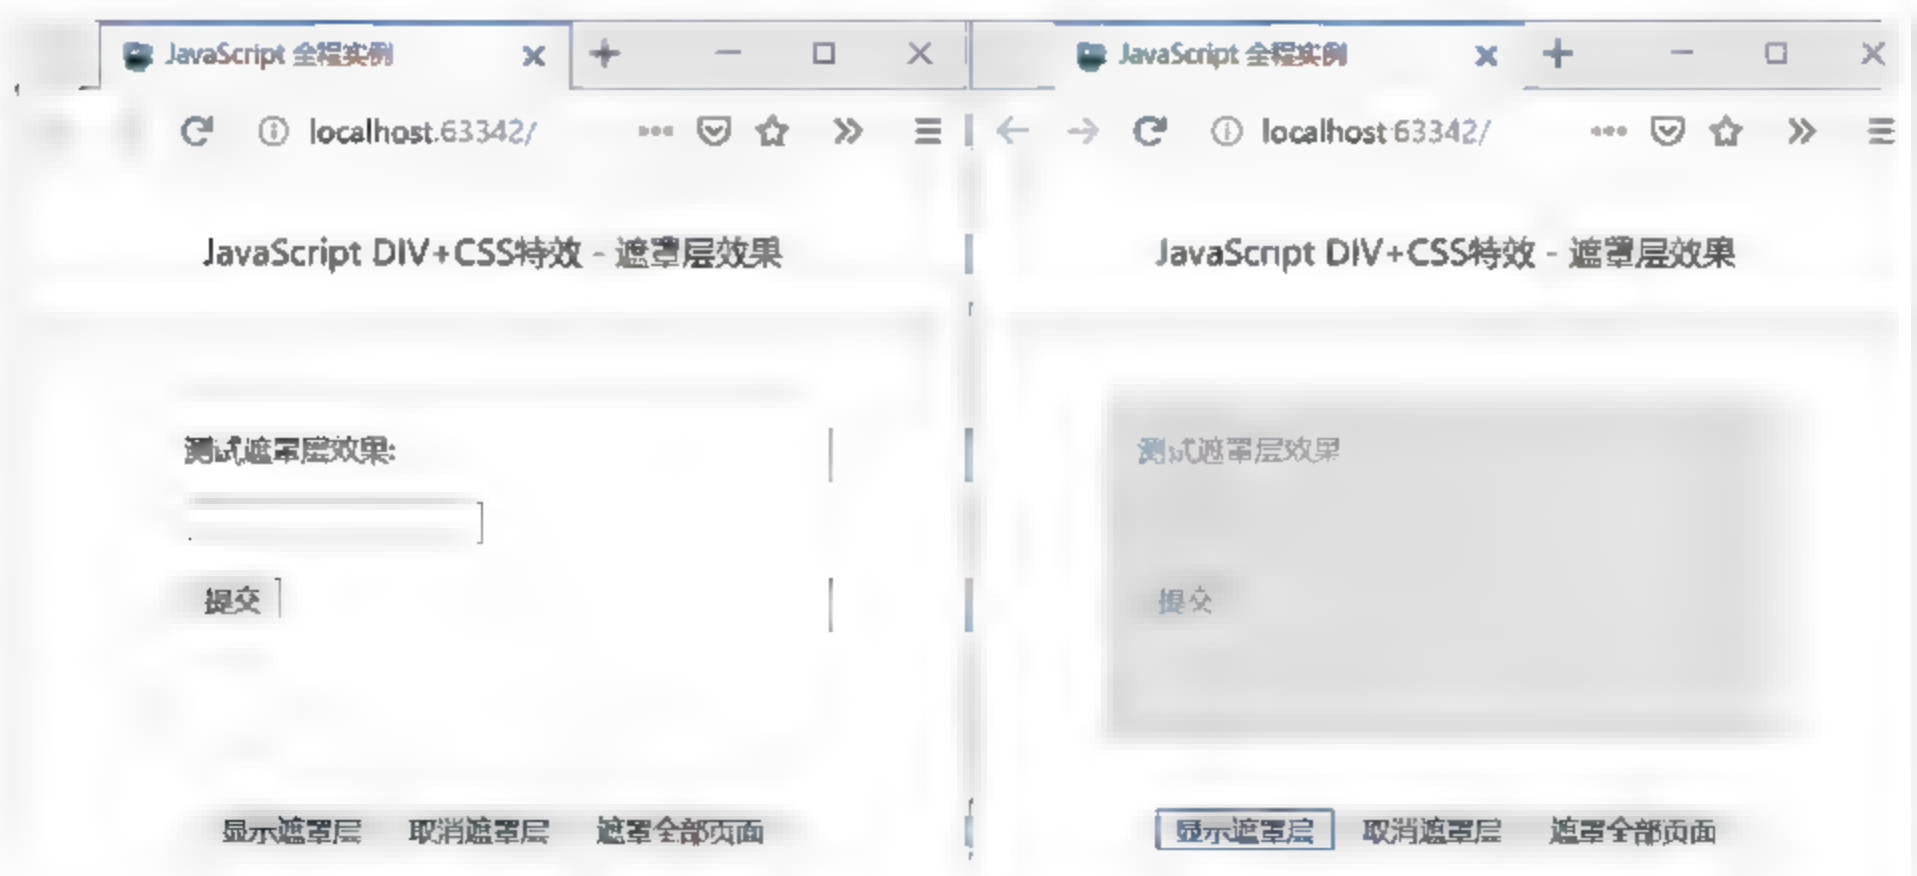 JavaScript 全程实例
localhost:63342/
JavaScript DIV+CSS特效 - 遮罩层效果
测试遮罩层效果:
提交
显示遮罩层 取消遮罩层 遮罩全部页面
JavaScript 全程实例
localhost:63342/
JavaScript DIV+CSS特效 - 遮罩层效果
测试遮罩层效果
提交
显示遮罩层 取消遮罩层 遮罩全部页面